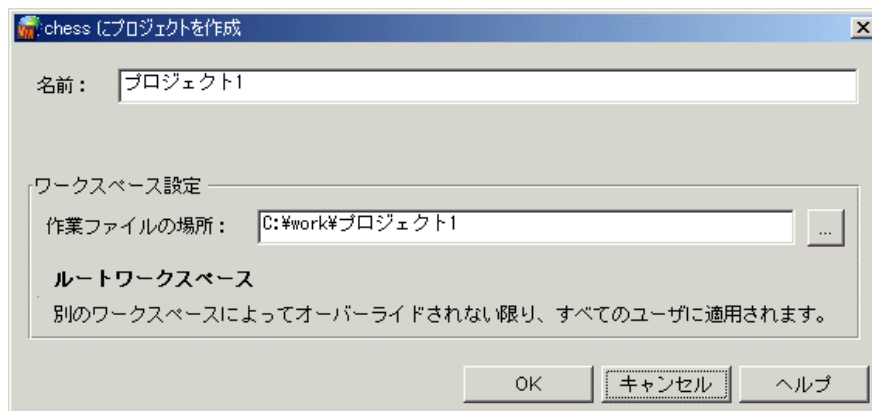 chess にプロジェクトを作成
名前： プロジェクト1
ワークスペース設定
作業ファイルの場所： C:¥work¥プロジェクト1 ...
ルートワークスペース
別のワークスペースによってオーバーライドされない限り、すべてのユーザに適用されます。
OK キャンセル ヘルプ